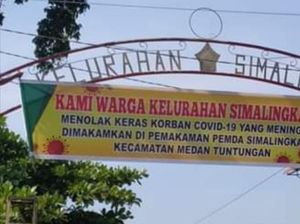 KELURAHAN SIMALI
KAMI WARGA KELURAHAN SIMALINGKA
MENOLAK KERAS KORBAN COVID-19 YANG MENING
DIMAKAMKAN DI PEMAKAMAN PEMDA SIMALINGKA
KECAMATAN MEDAN TUNTUNGAN